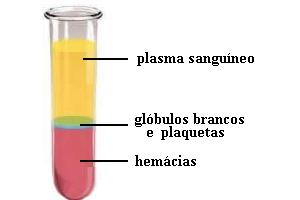 plasma sanguíneo
glóbulos brancos
e plaquetas
hemácias